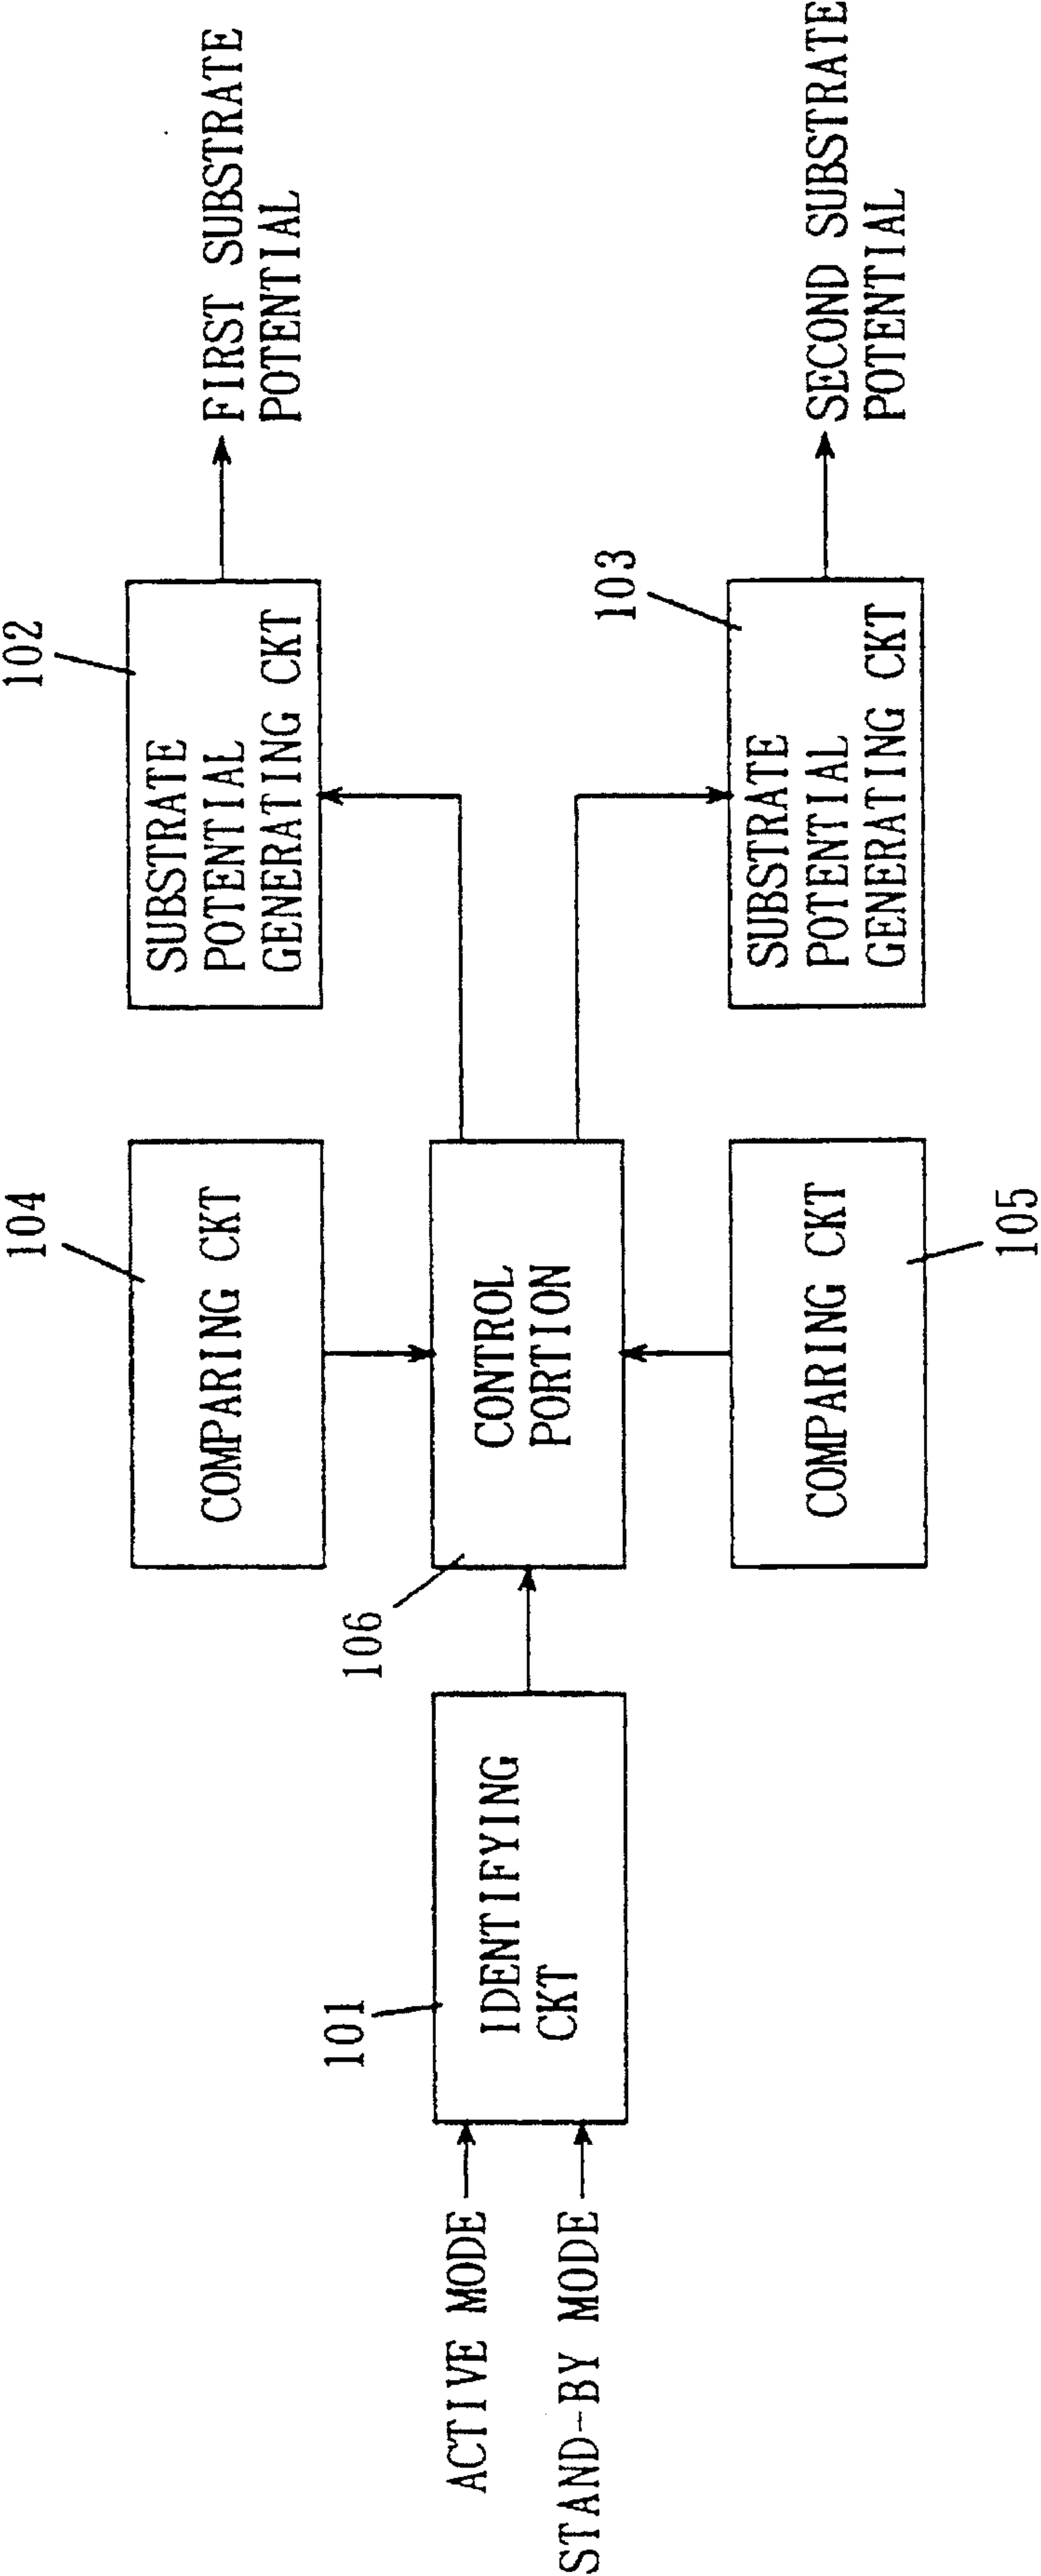 ACTIVE MODE
STAND-BY MODE
101
IDENTIFYING
CKT
106
CONTROL
PORTION
104
COMPARING CKT
COMPARING CKT
105
102
SUBSTRATE
POTENTIAL
GENERATING CKT
103
SUBSTRATE
POTENTIAL
GENERATING CKT
FIRST SUBSTRATE
POTENTIAL
SECOND SUBSTRATE
POTENTIAL